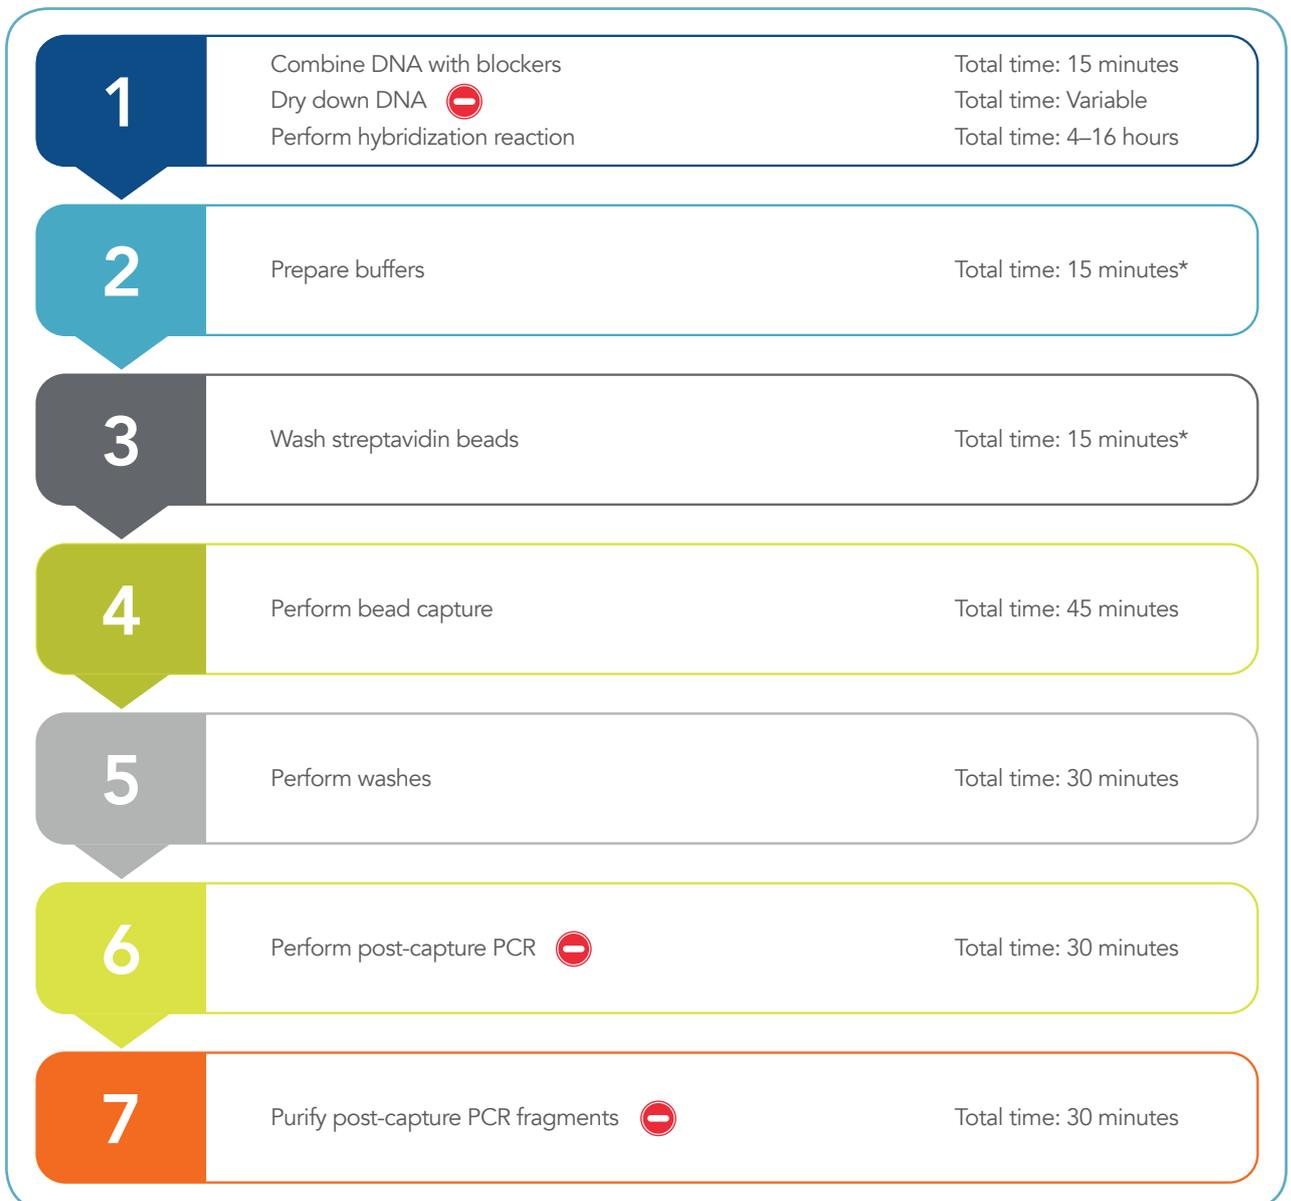 1
Combine DNA with blockers Total time: 15 minutes
Dry down DNA Total time: Variable
Perform hybridization reaction Total time: 4–16 hours
2
Prepare buffers Total time: 15 minutes*
3
Wash streptavidin beads Total time: 15 minutes*
4
Perform bead capture Total time: 45 minutes
5
Perform washes Total time: 30 minutes
6
Perform post-capture PCR Total time: 30 minutes
7
Purify post-capture PCR fragments Total time: 30 minutes